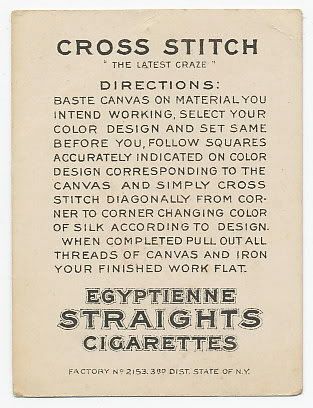 CROSS STITCH
"THE LATEST CRAZE"
DIRECTIONS:
BASTE CANVAS ON MATERIAL YOU
INTEND WORKING, SELECT YOUR
COLOR DESIGN AND SET SAME
BEFORE YOU, FOLLOW SQUARES
ACCURATELY INDICATED ON COLOR
DESIGN CORRESPONDING TO THE
CANVAS AND SIMPLY CROSS
STITCH DIAGONALLY FROM COR-
NER TO CORNER CHANGING COLOR
OF SILK ACCORDING TO DESIGN.
WHEN COMPLETED PULL OUT ALL
THREADS OF CANVAS AND IRON
YOUR FINISHED WORK FLAT.
EGYPTIENNE
STRAIGHTS
CIGARETTES
FACTORY Nº 2153. 3RD DIST. STATE OF N.Y.